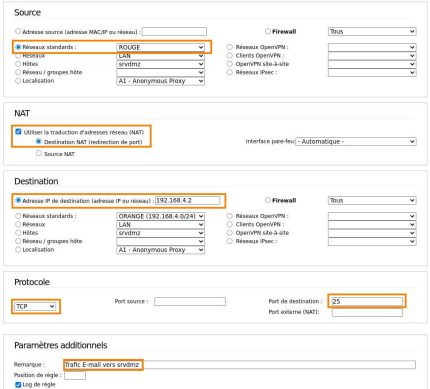 Source
Adresse source (adresse MAC/IP ou réseau) :
Firewall
Tous
Réseaux standards :
ROUGE
Réseaux OpenVPN :
Réseaux
LAN
Clients OpenVPN :
Hôtes
srvdmz
OpenVPN site-à-site
Réseau / groupes hôte
Réseaux IPsec :
Localisation
A1 - Anonymous Proxy
NAT
Utiliser la traduction d'adresses réseau (NAT)
Destination NAT (redirection de port)
Interface pare-feu:
- Automatique -
Source NAT
Destination
Adresse IP de destination (adresse IP ou réseau) :
192.168.4.2
Firewall
Tous
Réseaux standards :
ORANGE (192.168.4.0/24)
Réseaux OpenVPN :
Réseaux
LAN
Clients OpenVPN :
Hôtes
srvdmz
OpenVPN site-à-site
Réseau / groupes hôte
Réseaux IPsec :
Localisation
A1 - Anonymous Proxy
Protocole
TCP
Port source :
Port de destination :
25
Port externe (NAT):
Paramètres additionnels
Remarque :
Trafic E-mail vers srvdmz
Position de règle :
Log de règle